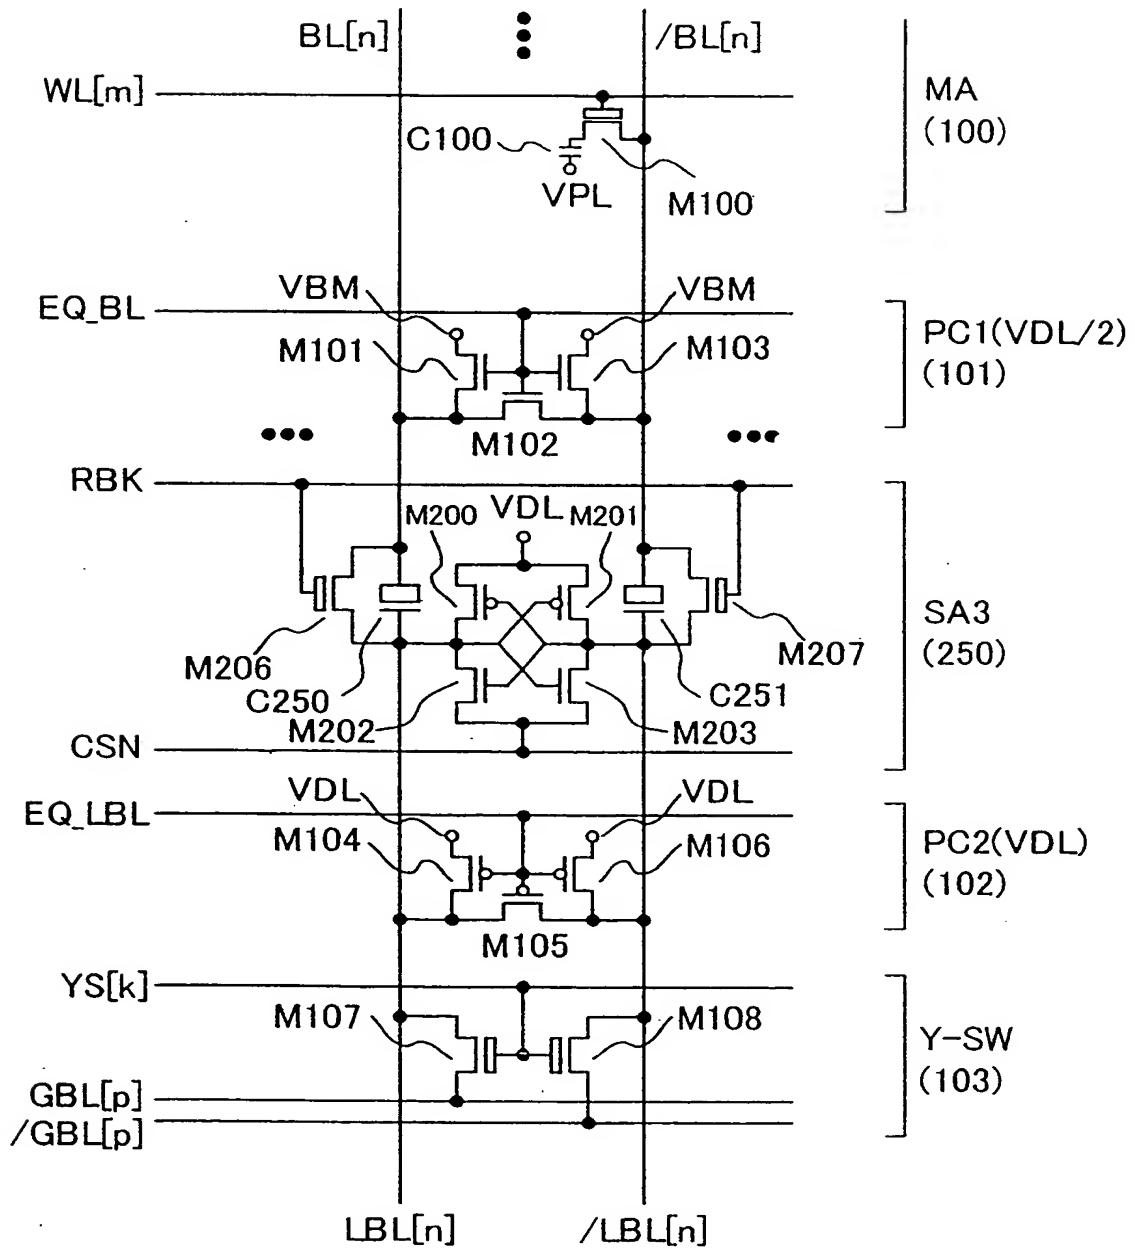 BL[n]
/BL[n]
WL[m]
MA
(100)
C100
VPL
M100
EQ_BL
VBM
VBM
M101
M103
PC1(VDL/2)
(101)
M102
RBK
M200
VDL
M201
SA3
(250)
M206
M207
C250
C251
M202
M203
CSN
EQ_LBL
VDL
VDL
M104
M106
PC2(VDL)
(102)
M105
YS[k]
M107
M108
Y-SW
(103)
GBL[p]
/GBL[p]
LBL[n]
/LBL[n]